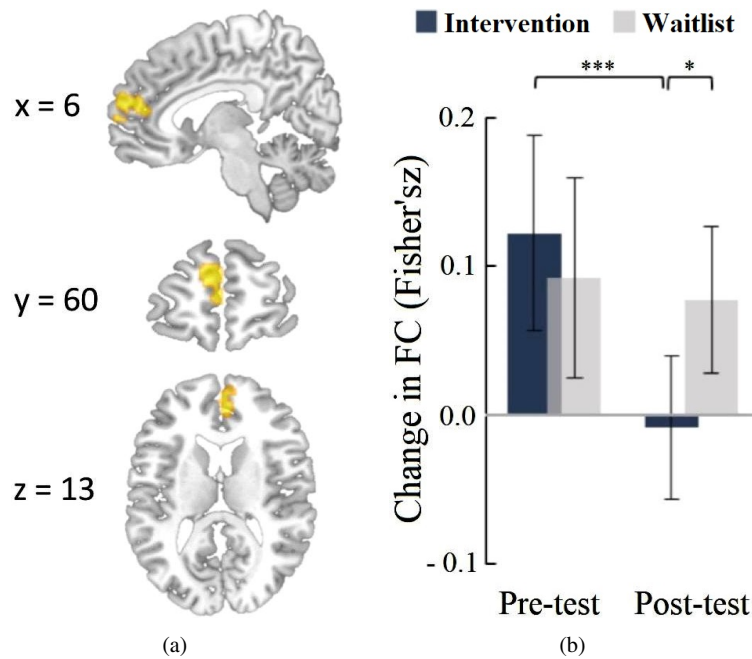 x = 6
y = 60
z = 13
(a)
Intervention Waitlist
*** *
Change in FC (Fisher'sz)
0.2
0.1
0.0
- 0.1
Pre-test Post-test
(b)